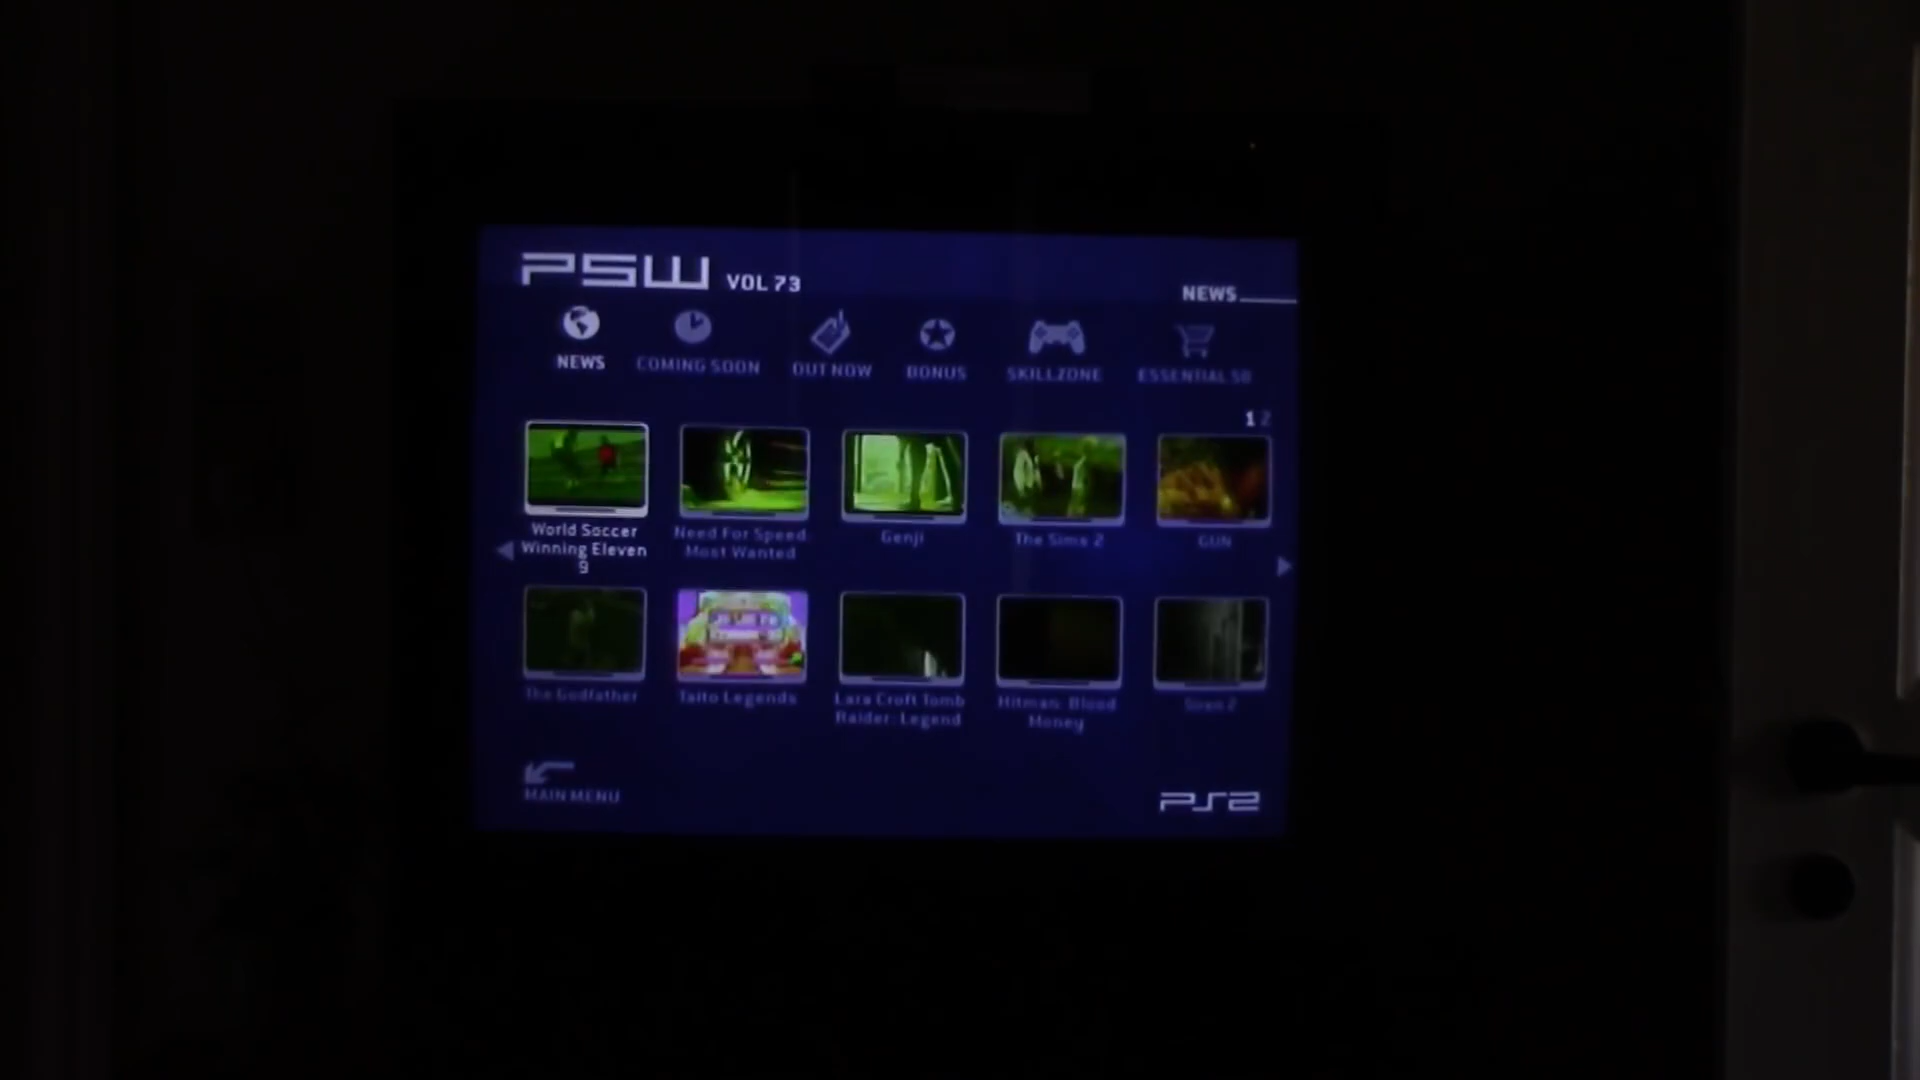 PSW VOL 73
NEWS
NEWS
COMING SOON
OUT NOW
BONUS
SKILLZONE
ESSENTIAL 50
1 2
World Soccer
Winning Eleven
9
Need For Speed
Most Wanted
Genji
The Sims 2
GUN
The Godfather
Taito Legends
Lara Croft Tomb
Raider: Legend
Hitman: Blood
Money
MAIN MENU
PS2